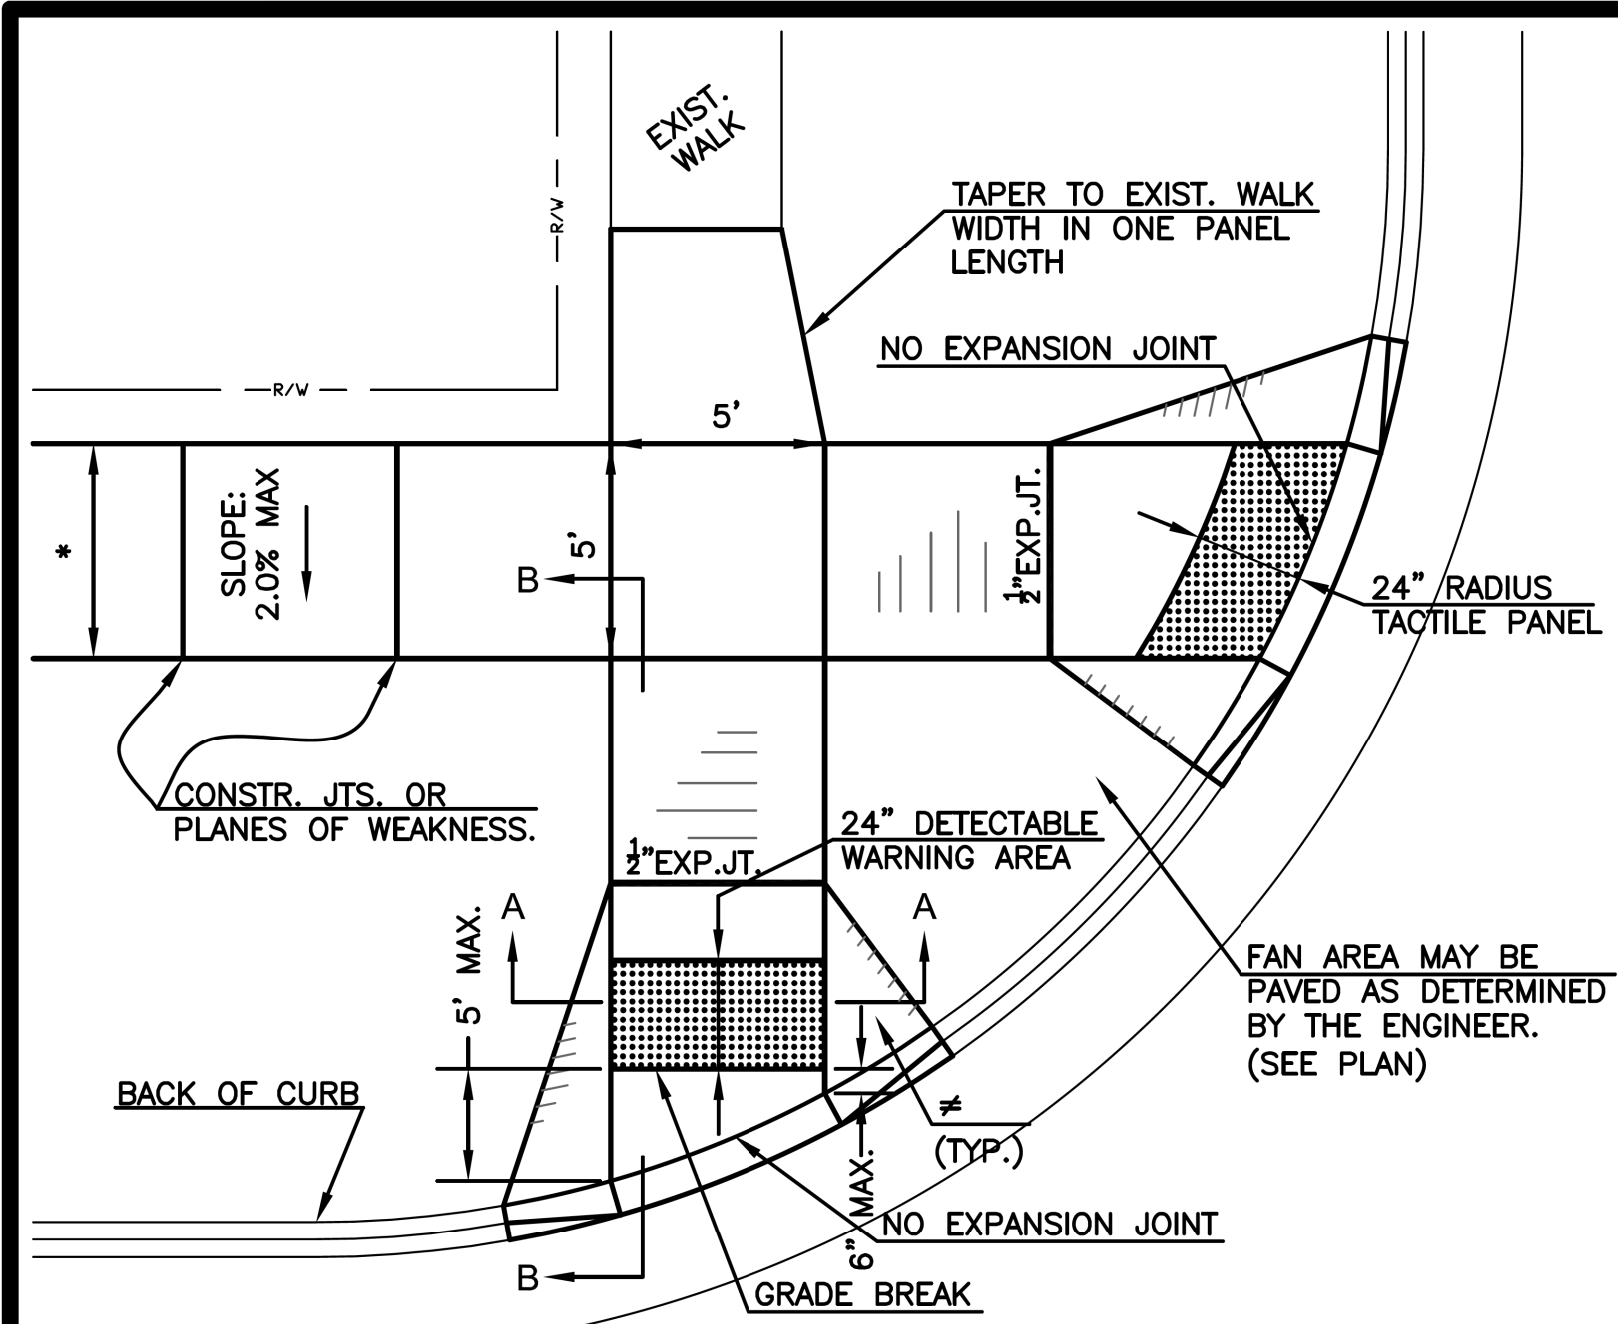 EXIST.
WALK
TAPER TO EXIST. WALK
WIDTH IN ONE PANEL
LENGTH
R/W
NO EXPANSION JOINT
R/W
5'
SLOPE:
2.0% MAX
*
5'
B
½" EXP.JT.
24" RADIUS
TACTILE PANEL
CONSTR. JTS. OR
PLANES OF WEAKNESS.
24" DETECTABLE
WARNING AREA
½" EXP.JT.
A
A
5' MAX.
FAN AREA MAY BE
PAVED AS DETERMINED
BY THE ENGINEER.
(SEE PLAN)
BACK OF CURB
≠
(TYP.)
6" MAX.
NO EXPANSION JOINT
B
GRADE BREAK